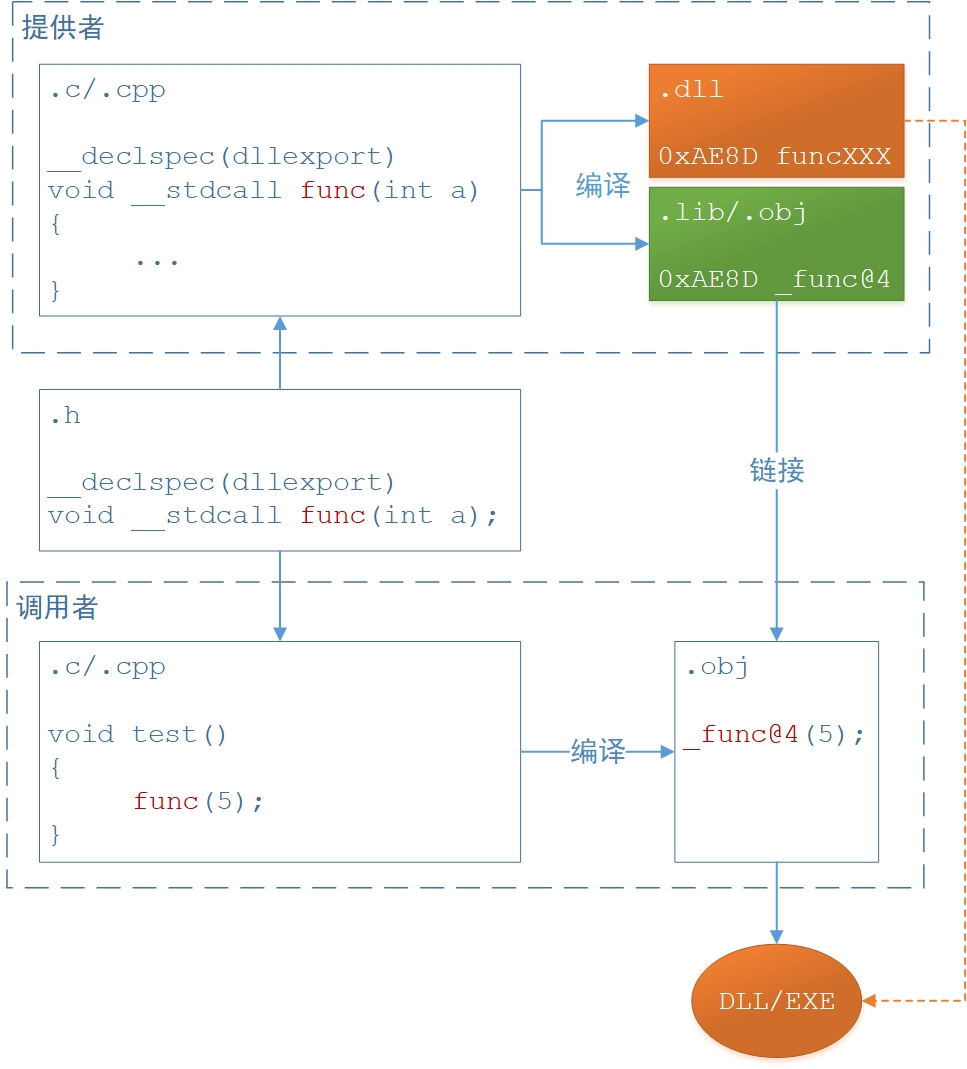 提供者
.c/.cpp
__declspec(dllexport)
void __stdcall func(int a)
{
...
}
编译
.dll
0xAE8D funcXXX
.lib/.obj
0xAE8D _func@4
.h
__declspec(dllexport)
void __stdcall func(int a);
链接
调用者
.c/.cpp
void test()
{
func(5);
}
编译
.obj
_func@4(5);
DLL/EXE